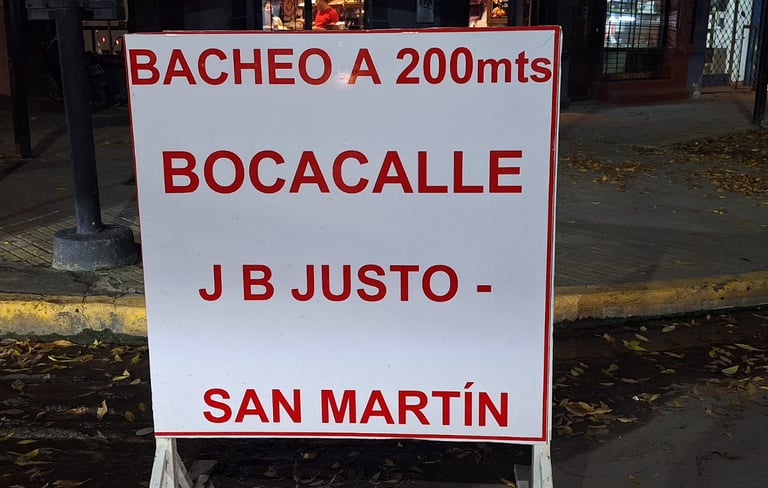 BACHEO A 200mts
BOCACALLE
J B JUSTO -
SAN MARTÍN